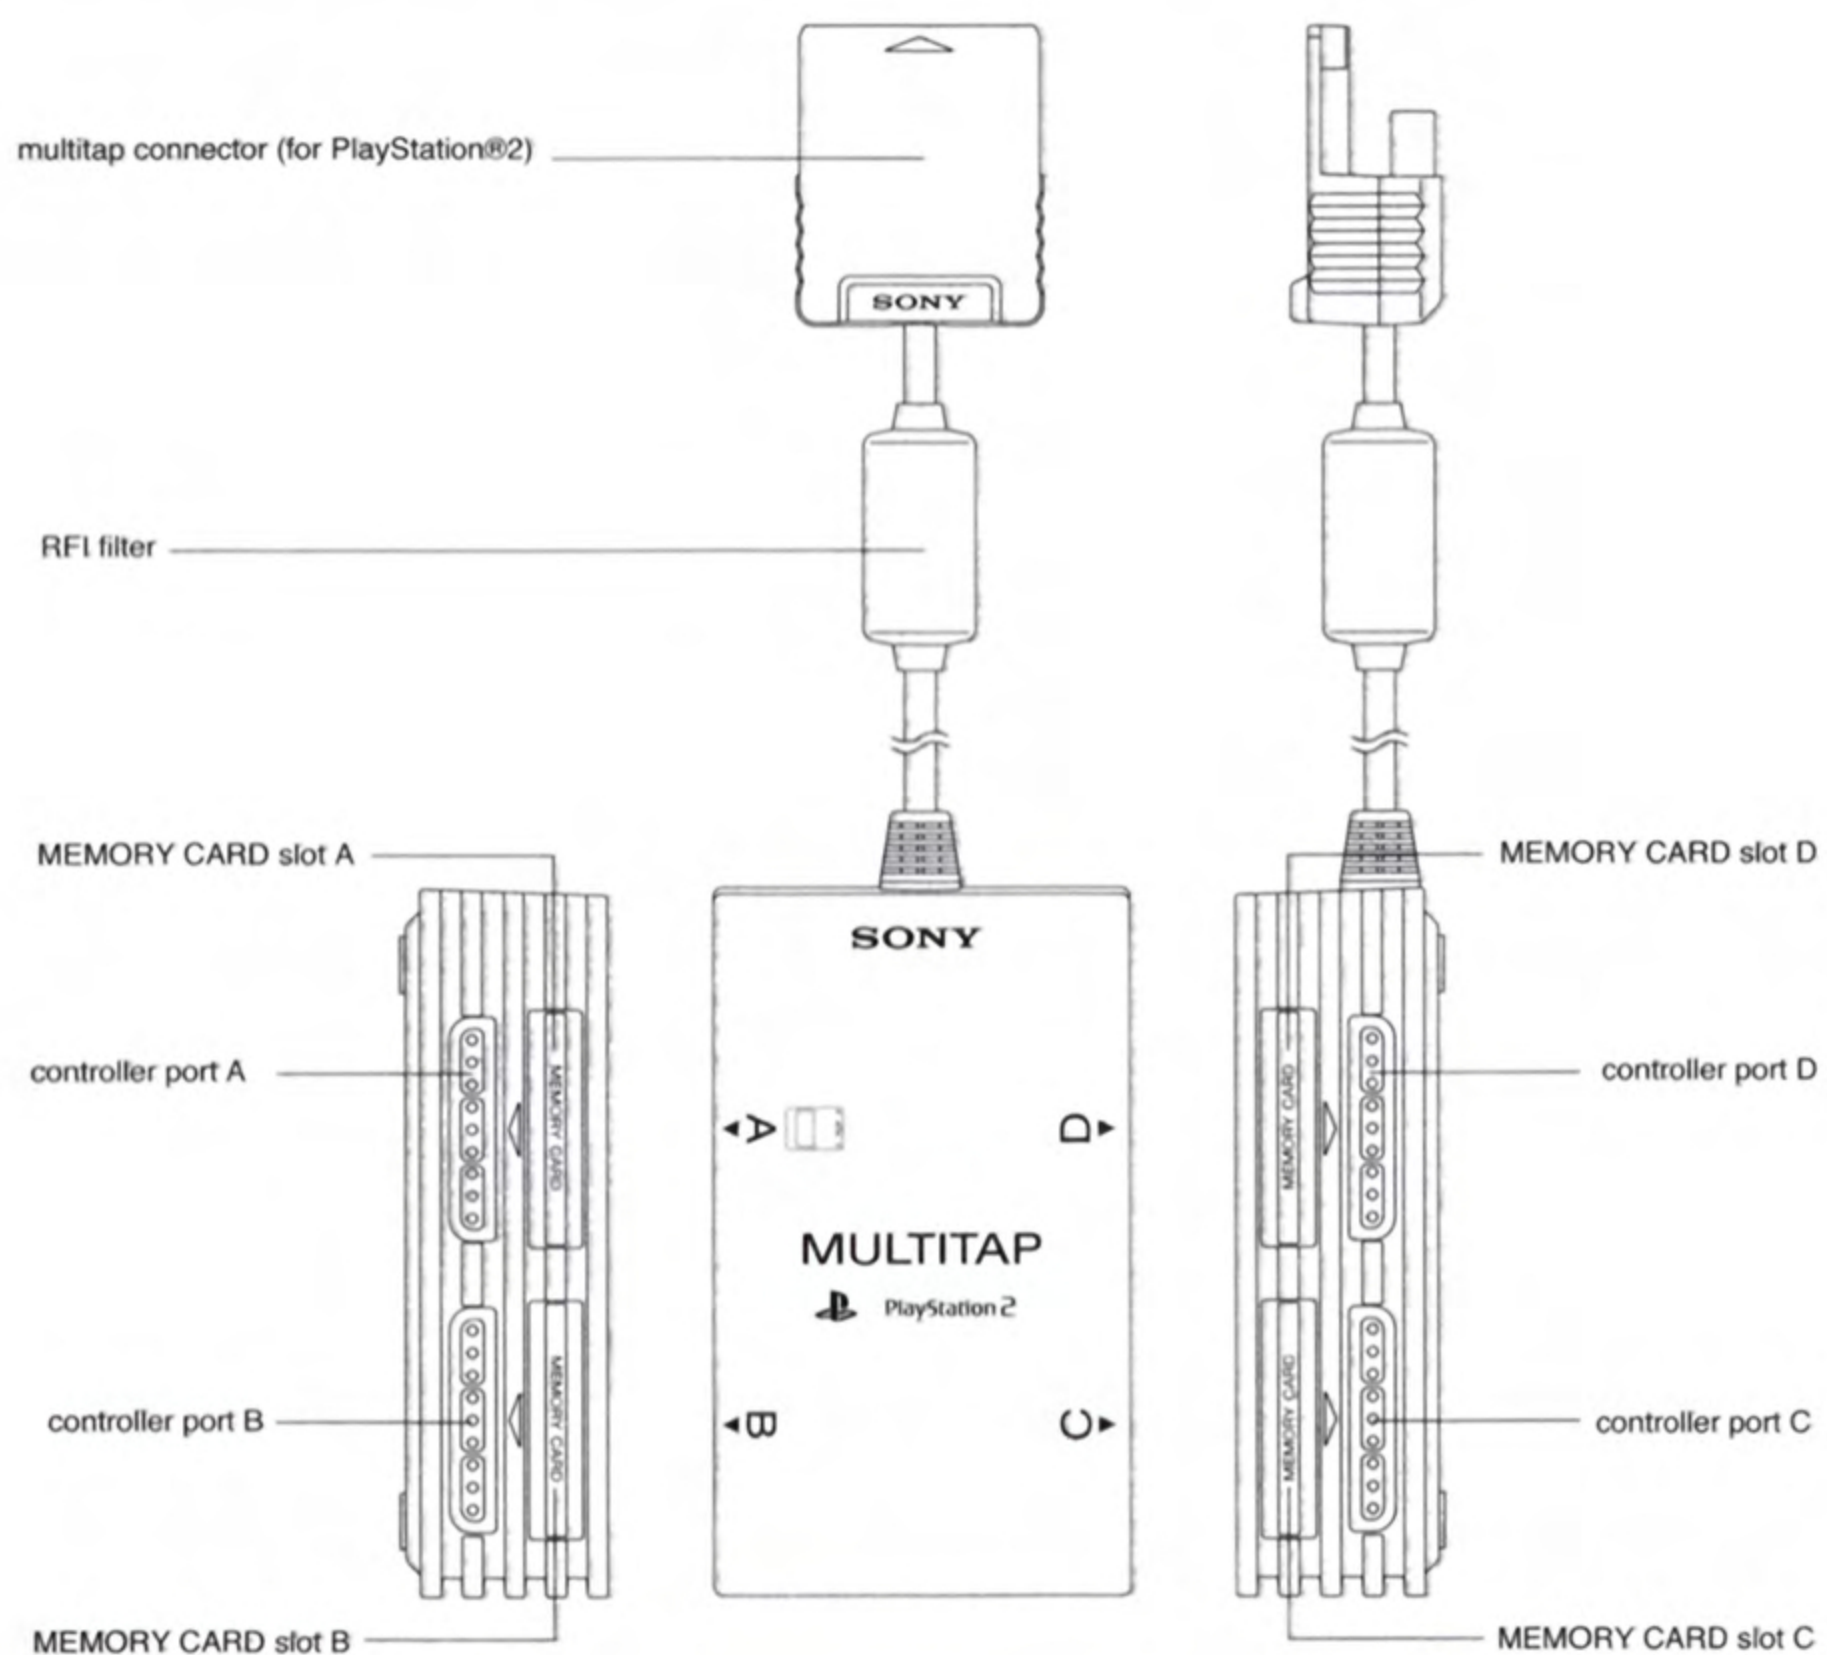 multitap connector (for PlayStation®2)
SONY
RFI filter
MEMORY CARD slot A
MEMORY CARD slot D
SONY
controller port A
controller port D
MEMORY CARD
MEMORY CARD
A
D
MULTITAP
PlayStation 2
controller port B
controller port C
MEMORY CARD
MEMORY CARD
B
C
MEMORY CARD slot B
MEMORY CARD slot C